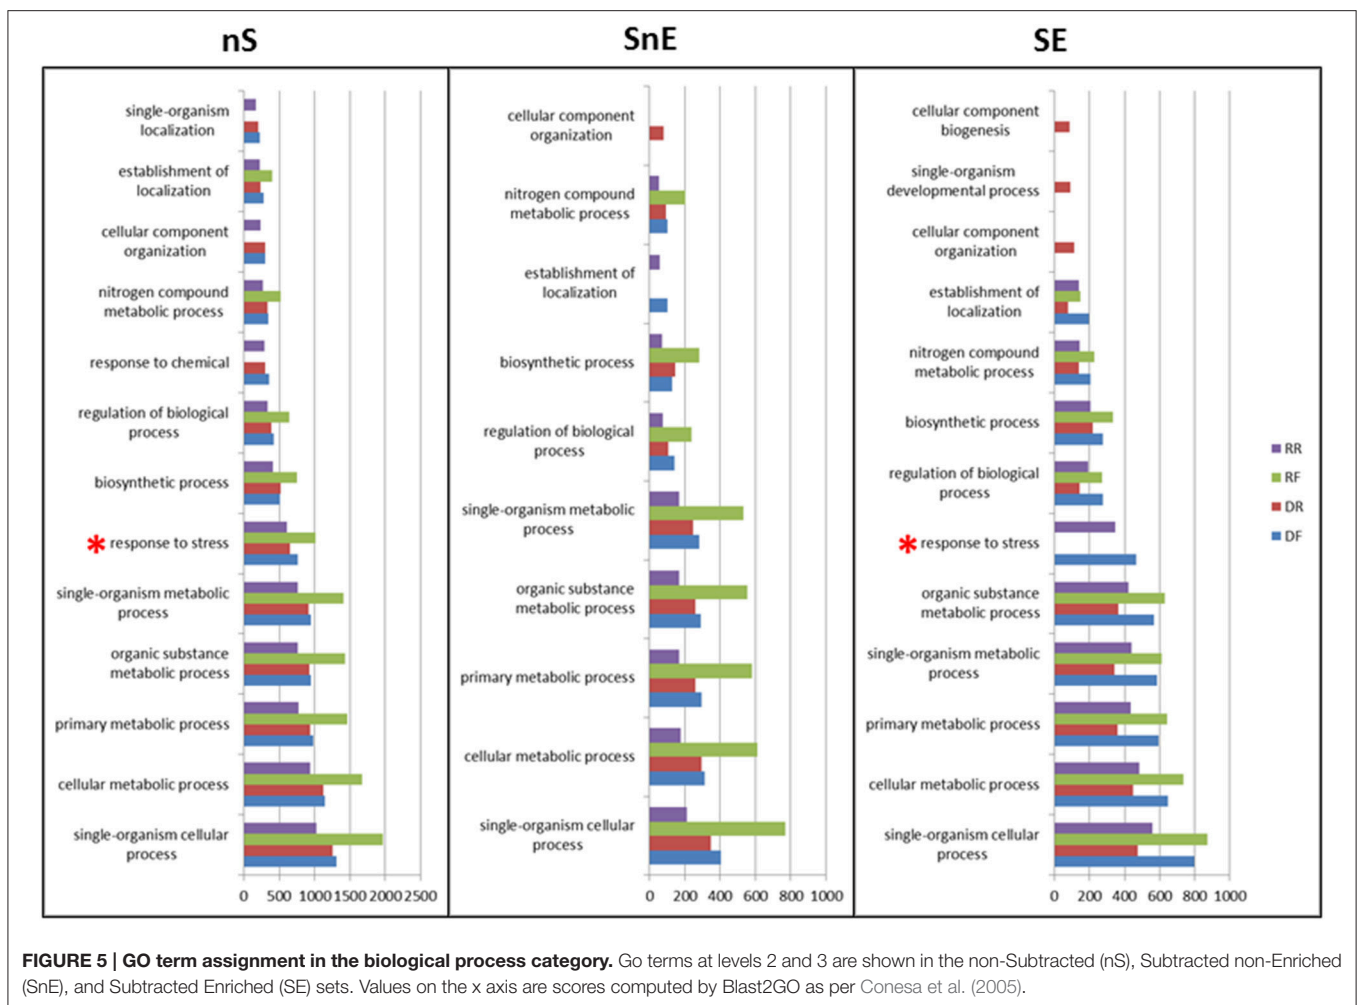 nS
SnE
SE
single-organism
localization
establishment of
localization
cellular component
organization
nitrogen compound
metabolic process
response to chemical
regulation of biological
process
biosynthetic process
* response to stress
single-organism metabolic
process
organic substance
metabolic process
primary metabolic process
cellular metabolic process
single-organism cellular
process
0 500 1000 1500 2000 2500
cellular component
organization
nitrogen compound
metabolic process
establishment of
localization
biosynthetic process
regulation of biological
process
single-organism metabolic
process
organic substance
metabolic process
primary metabolic process
cellular metabolic process
single-organism cellular
process
0 200 400 600 800 1000
cellular component
biogenesis
single-organism
developmental process
cellular component
organization
establishment of
localization
nitrogen compound
metabolic process
biosynthetic process
regulation of biological
process
* response to stress
organic substance
metabolic process
single-organism metabolic
process
primary metabolic process
cellular metabolic process
single-organism cellular
process
0 200 400 600 800 1000
RR
RF
DR
DF
FIGURE 5 | GO term assignment in the biological process category. Go terms at levels 2 and 3 are shown in the non-Subtracted (nS), Subtracted non-Enriched
(SnE), and Subtracted Enriched (SE) sets. Values on the x axis are scores computed by Blast2GO as per Conesa et al. (2005).